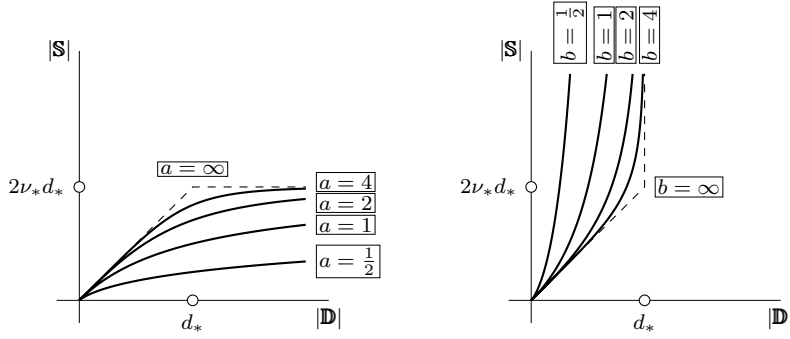 |𝕊|
2ν∗d∗
a = ∞
a = 4
a = 2
a = 1
a = 1/2
d∗
|𝔻|
|𝕊|
b = 1/2
b = 1
b = 2
b = 4
2ν∗d∗
b = ∞
d∗
|𝔻